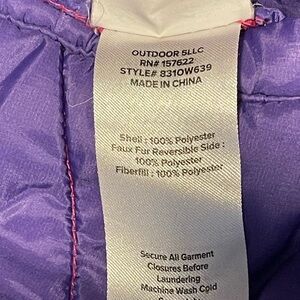 OUTDOOR 5LLC
RN# 157622
STYLE# 8310W639
MADE IN CHINA
Shell : 100% Polyester
Faux Fur Reversible Side :
100% Polyester
Fiberfill : 100% Polyester
Secure All Garment
Closures Before
Laundering
Machine Wash Cold